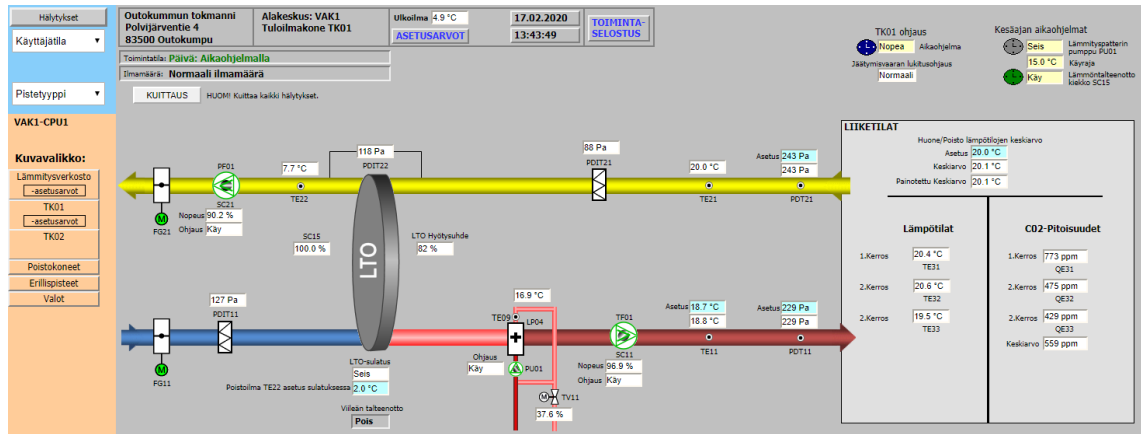 Hälytykset
Käyttäjätila
Pistetyyppi
VAK1-CPU1
Kuvavalikko:
Lämmitysverkosto
-asetusarvot
TK01
-asetusarvot
TK02
Poistokoneet
Erillispisteet
Valot
Outokummun tokmanni
Polvijärventie 4
83500 Outokumpu
Alakeskus: VAK1
Tuloilmakone TK01
Ulkoilma 4.9 °C
ASETUSARVOT
17.02.2020
13:43:49
TOIMINTA-
SELOSTUS
Toimintatila: Päivä: Aikaohjelmalla
Ilmamäärä: Normaali ilmamäärä
KUITTAUS HUOM! Kuittaa kaikki hälytykset.
TK01 ohjaus
Nopea Aikaohjelma
Jäätymisvaaran lukitusohjaus
Normaali
Kesäajan aikaohjelmat
Seis Lämmityspatterin
pumppu PU01
15.0 °C Käyraja
Käy Lämmöntalteenotto
kiekko SC15
118 Pa
PDIT22
88 Pa
PDIT21
PF01
7.7 °C
TE22
20.0 °C
TE21
Asetus 243 Pa
243 Pa
PDT21
SC21
Nopeus 90.2 %
Ohjaus Käy
M
FG21
SC15
100.0 %
LTO
LTO Hyötysuhde
82 %
127 Pa
PDIT11
M
FG11
16.9 °C
TE09
LP04
TF01
Asetus 18.7 °C
18.8 °C
TE11
Asetus 229 Pa
229 Pa
PDT11
LTO-sulatus
Seis
Poistoilma TE22 asetus sulatuksessa 2.0 °C
Viileän talteenotto
Pois
Ohjaus
Käy
PU01
SC11
Nopeus 96.9 %
Ohjaus Käy
M
TV11
37.6 %
LIIKETILAT
Huone/Poisto lämpötilojen keskiarvo
Asetus 20.0 °C
Keskiarvo 20.1 °C
Painotettu Keskiarvo 20.1 °C
Lämpötilat
1.Kerros 20.4 °C
TE31
2.Kerros 20.6 °C
TE32
2.Kerros 19.5 °C
TE33
C02-Pitoisuudet
1.Kerros 773 ppm
QE31
2.Kerros 475 ppm
QE32
2.Kerros 429 ppm
QE33
Keskiarvo 559 ppm